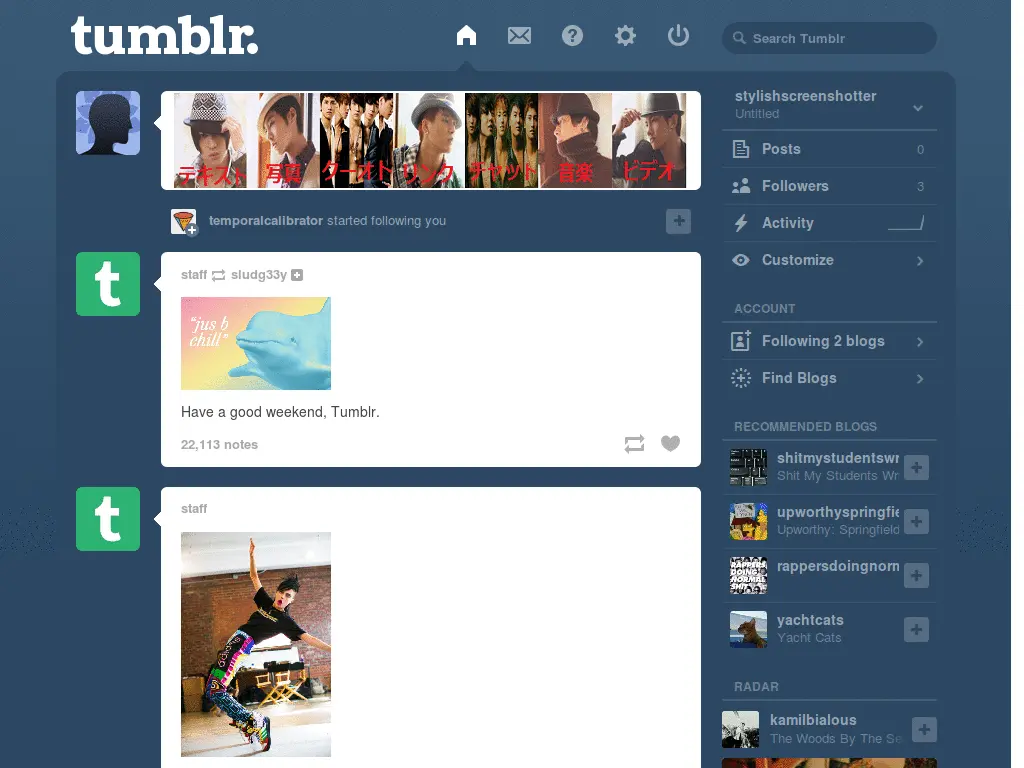 tumblr.
Search Tumblr
テキスト
写真
クーオト
リンク
チャット
音楽
ビデオ
temporalcalibrator started following you
staff sludg33y
"jus b
chill"
Have a good weekend, Tumblr.
22,113 notes
staff
stylishscreenshotter
Untitled
Posts 0
Followers 3
Activity
Customize
ACCOUNT
Following 2 blogs
Find Blogs
RECOMMENDED BLOGS
shitmystudentswr
Shit My Students Wr
upworthyspringfie
Upworthy: Springfield
RAPPERS
DOING
NORMAL
SHIT
rappersdoingnorm
yachtcats
Yacht Cats
RADAR
kamilbialous
The Woods By The Se